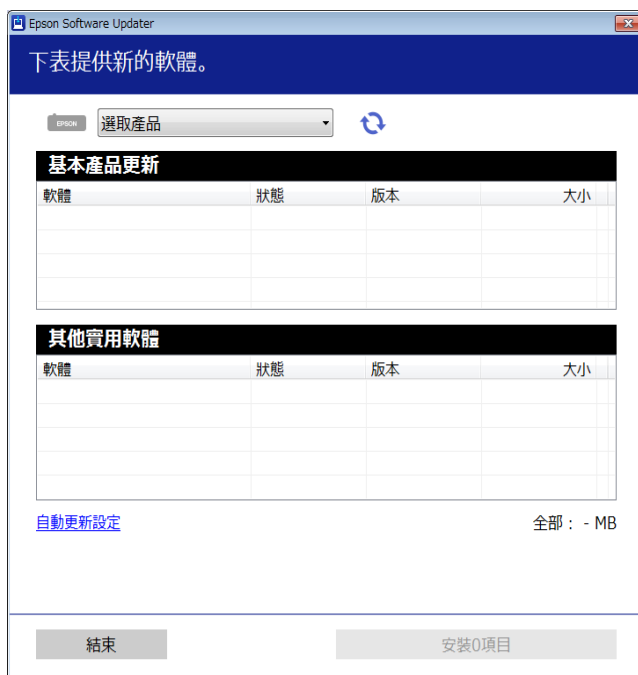 Epson Software Updater
下表提供新的軟體。
EPSON 選取產品
基本產品更新
軟體 狀態 版本 大小
其他實用軟體
軟體 狀態 版本 大小
自動更新設定 全部： - MB
結束 安裝0項目